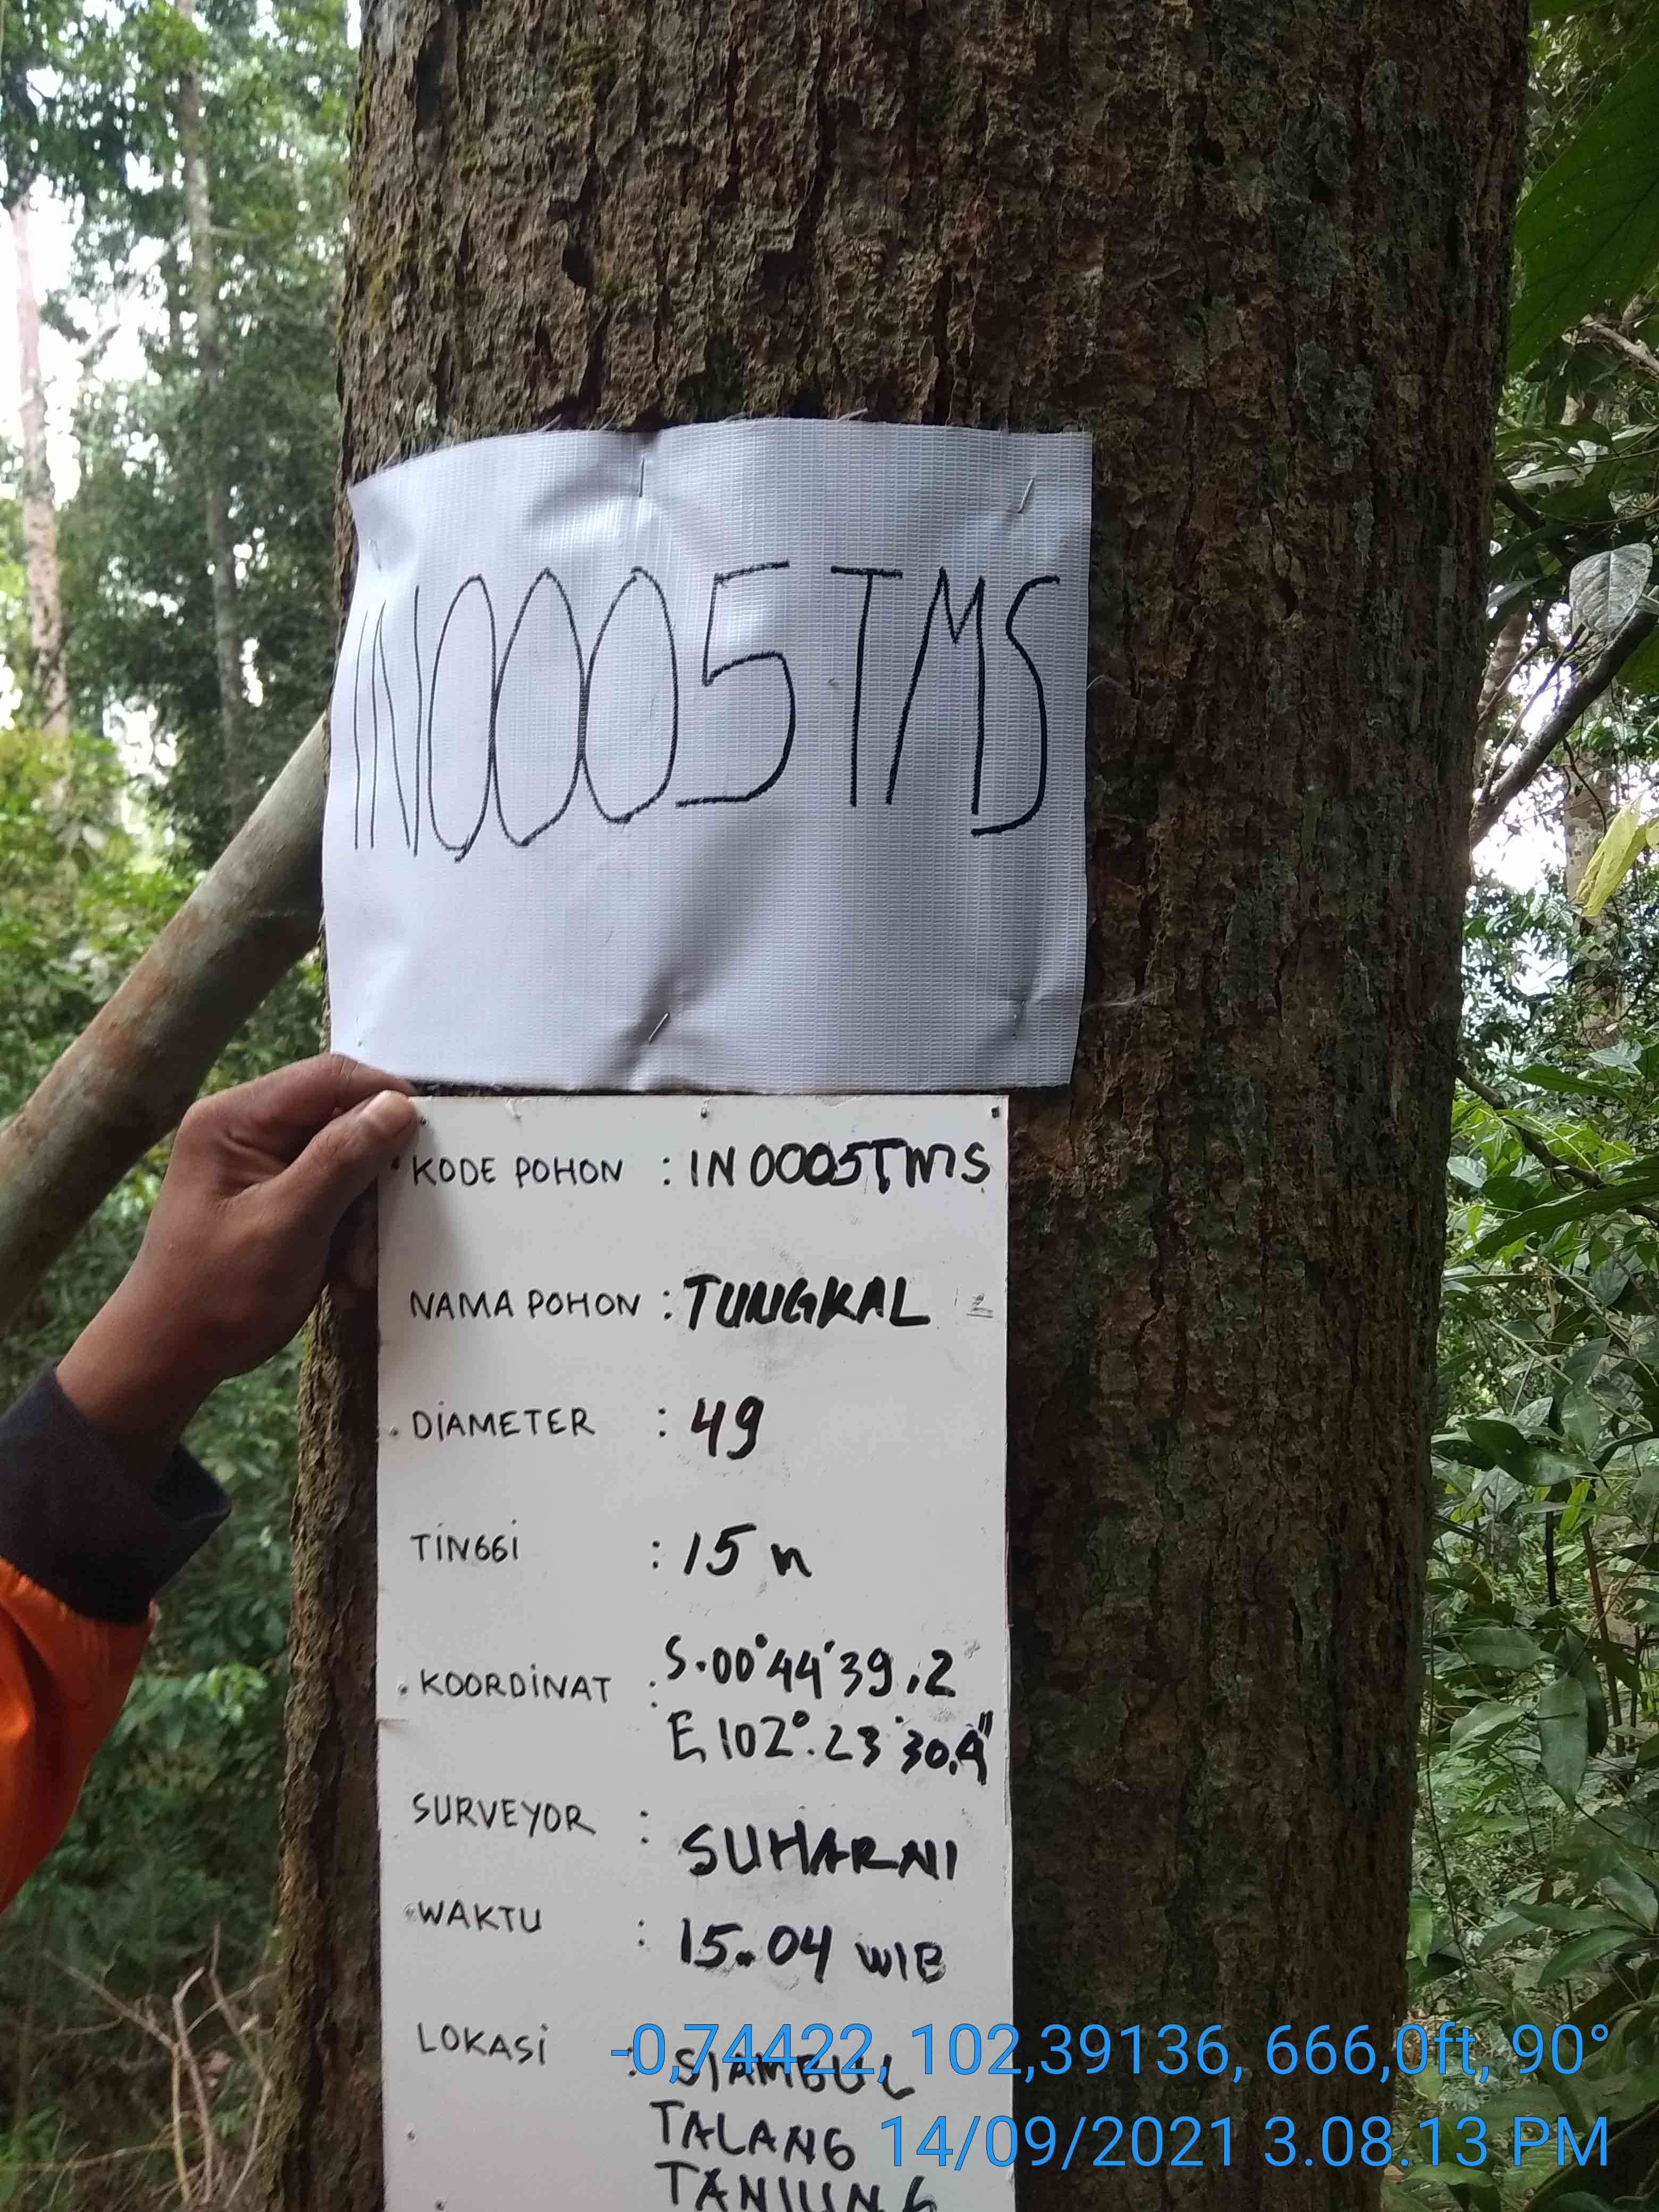 IN0005TMS
KODE POHON : IN0005TMS
NAMA POHON : TUNGKAL
DIAMETER : 49
TINGGI : 15 m
KOORDINAT : S.00°44'39,2
E,102°.23'30.4"
SURVEYOR : SUHARNI
WAKTU : 15.04 WIB
LOKASI : SIAMBUL
TALANG
TANJUNG
-0,74422, 102,39136, 666,0ft, 90°
14/09/2021 3.08.13 PM